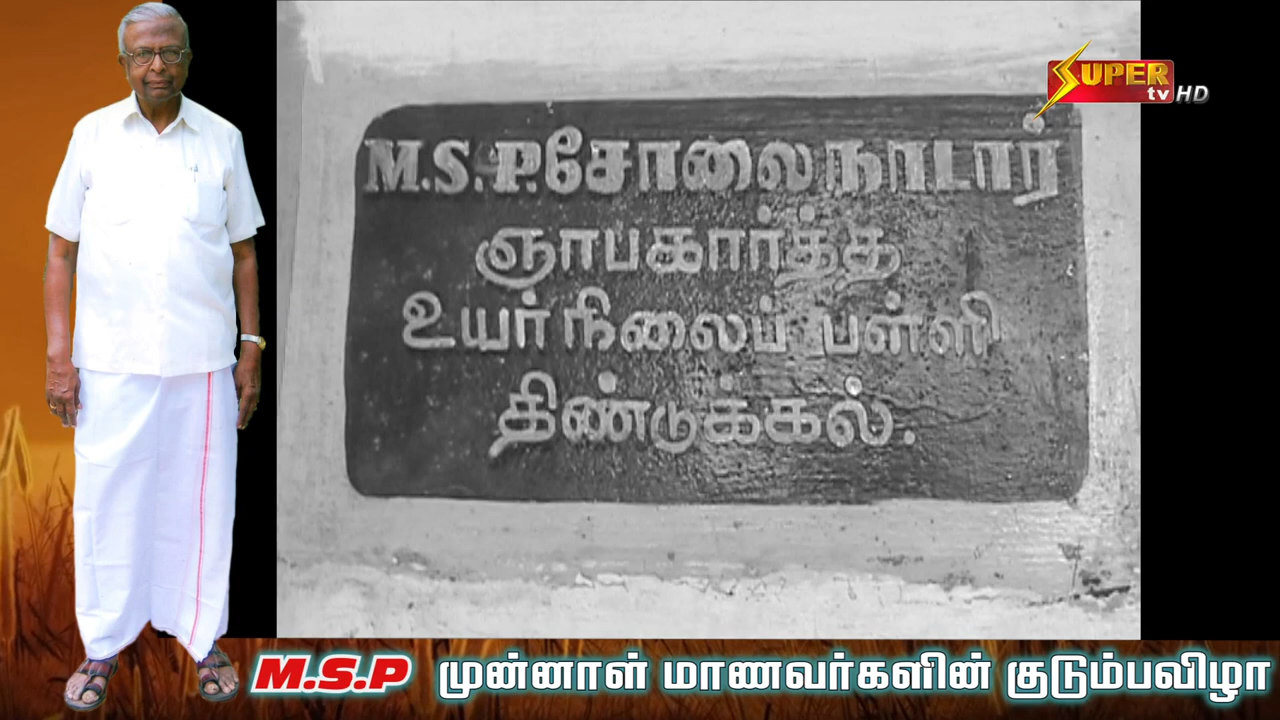 SUPER
tv HD
M.S.P.சோலைநாடார்
ஞாபகார்த்த
உயர்நிலைப் பள்ளி
திண்டுக்கல்.
M.S.P முன்னாள் மாணவர்களின் குடும்பவிழா